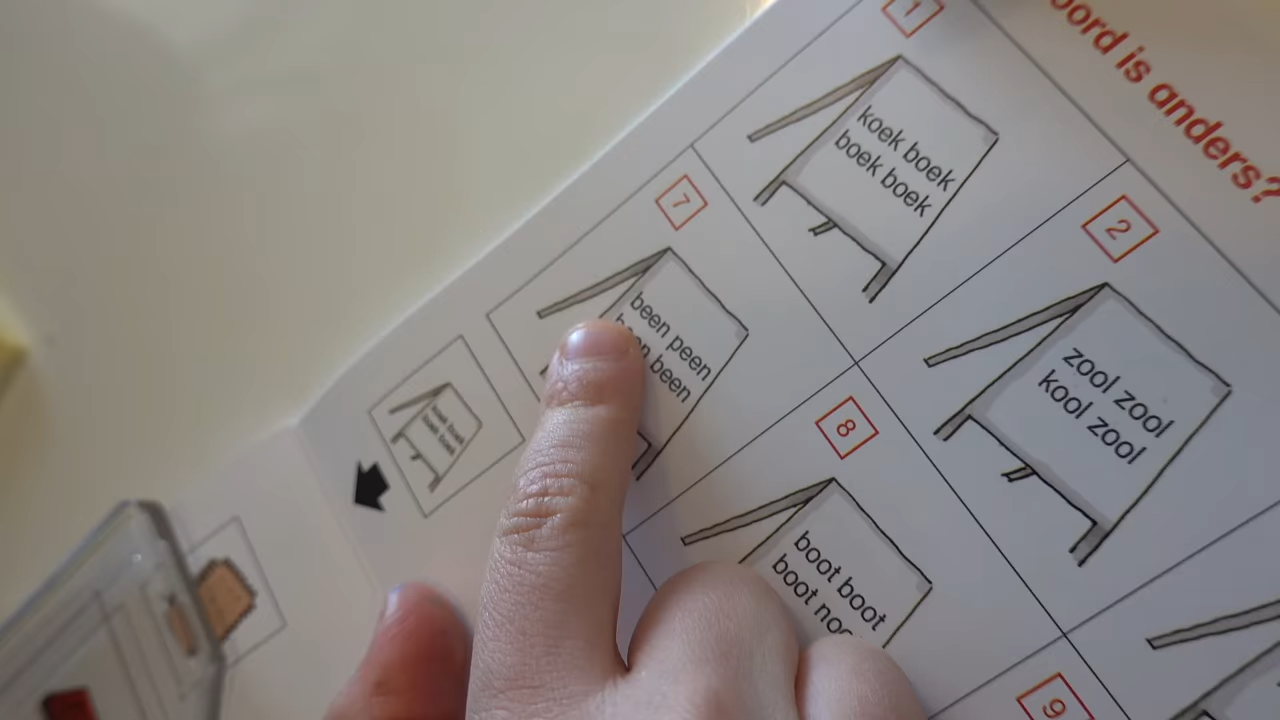 oord is anders?
1
koek boek
boek boek
2
zool zool
kool zool
7
been peen
been
8
boot boot
boot
9